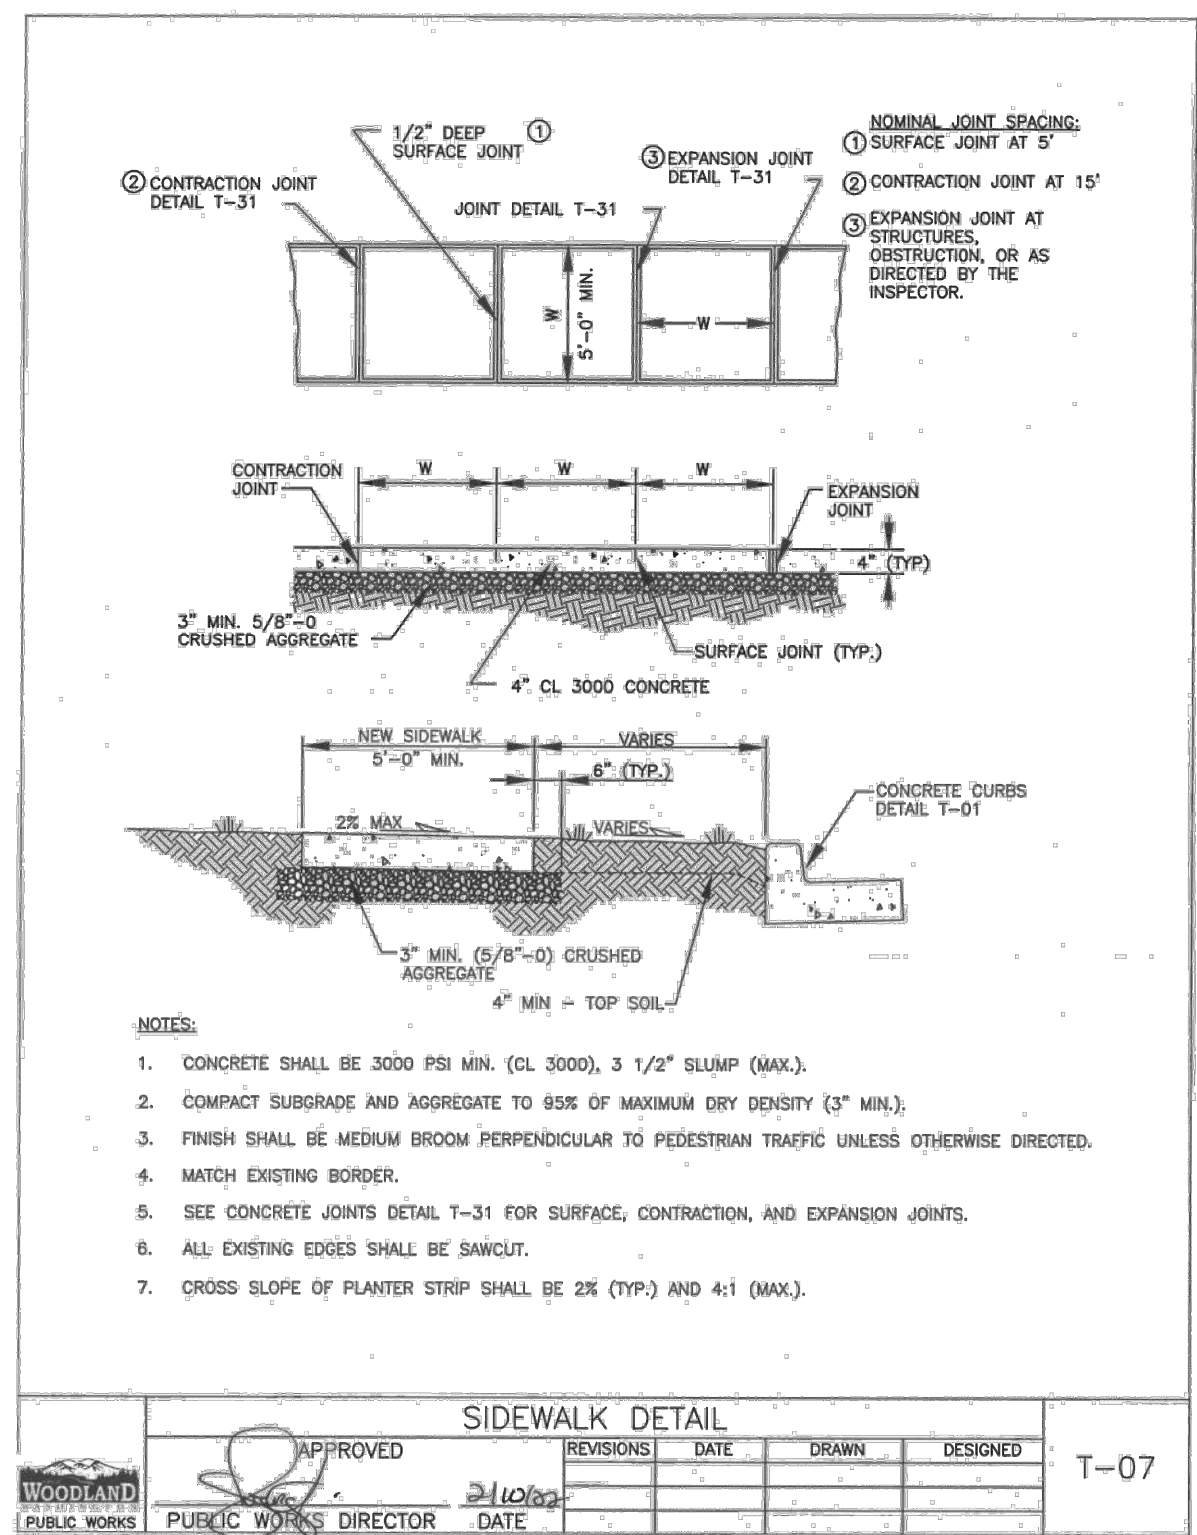 1/2" DEEP ①
SURFACE JOINT
② CONTRACTION JOINT
DETAIL T-31
JOINT DETAIL T-31
③ EXPANSION JOINT
DETAIL T-31
NOMINAL JOINT SPACING:
① SURFACE JOINT AT 5'
② CONTRACTION JOINT AT 15'
③ EXPANSION JOINT AT
STRUCTURES,
OBSTRUCTION, OR AS
DIRECTED BY THE
INSPECTOR.
W
5'-0" MIN.
W
CONTRACTION
JOINT
W
W
W
EXPANSION
JOINT
4" (TYP)
3" MIN. 5/8"-0
CRUSHED AGGREGATE
SURFACE JOINT (TYP.)
4" CL 3000 CONCRETE
NEW SIDEWALK
5'-0" MIN.
VARIES
6" (TYP.)
CONCRETE CURBS
DETAIL T-01
2% MAX
VARIES
3" MIN. (5/8"-0) CRUSHED
AGGREGATE
4" MIN - TOP SOIL
NOTES:
1. CONCRETE SHALL BE 3000 PSI MIN. (CL 3000), 3 1/2" SLUMP (MAX.).
2. COMPACT SUBGRADE AND AGGREGATE TO 95% OF MAXIMUM DRY DENSITY (3" MIN.).
3. FINISH SHALL BE MEDIUM BROOM PERPENDICULAR TO PEDESTRIAN TRAFFIC UNLESS OTHERWISE DIRECTED.
4. MATCH EXISTING BORDER.
5. SEE CONCRETE JOINTS DETAIL T-31 FOR SURFACE, CONTRACTION, AND EXPANSION JOINTS.
6. ALL EXISTING EDGES SHALL BE SAWCUT.
7. CROSS SLOPE OF PLANTER STRIP SHALL BE 2% (TYP.) AND 4:1 (MAX.).
SIDEWALK DETAIL
APPROVED
REVISIONS DATE DRAWN DESIGNED
T-07
WOODLAND
PUBLIC WORKS
PUBLIC WORKS DIRECTOR DATE